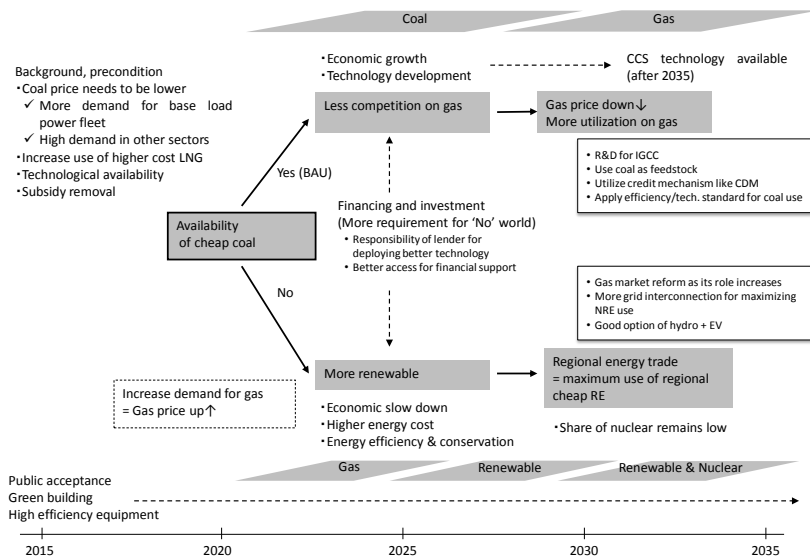 Coal
Gas
・Economic growth
・Technology development
CCS technology available
(after 2035)
Background, precondition
・Coal price needs to be lower
✓ More demand for base load
power fleet
✓ High demand in other sectors
・Increase use of higher cost LNG
・Technological availability
・Subsidy removal
Less competition on gas
Gas price down↓
More utilization on gas
• R&D for IGCC
• Use coal as feedstock
• Utilize credit mechanism like CDM
• Apply efficiency/tech. standard for coal use
Yes (BAU)
Financing and investment
(More requirement for ‘No’ world)
• Responsibility of lender for
deploying better technology
• Better access for financial support
Availability
of cheap coal
No
• Gas market reform as its role increases
• More grid interconnection for maximizing
NRE use
• Good option of hydro + EV
More renewable
Regional energy trade
= maximum use of regional
cheap RE
Increase demand for gas
= Gas price up↑
・Economic slow down
・Higher energy cost
・Energy efficiency & conservation
・Share of nuclear remains low
Gas
Renewable
Renewable & Nuclear
Public acceptance
Green building
High efficiency equipment
2015
2020
2025
2030
2035